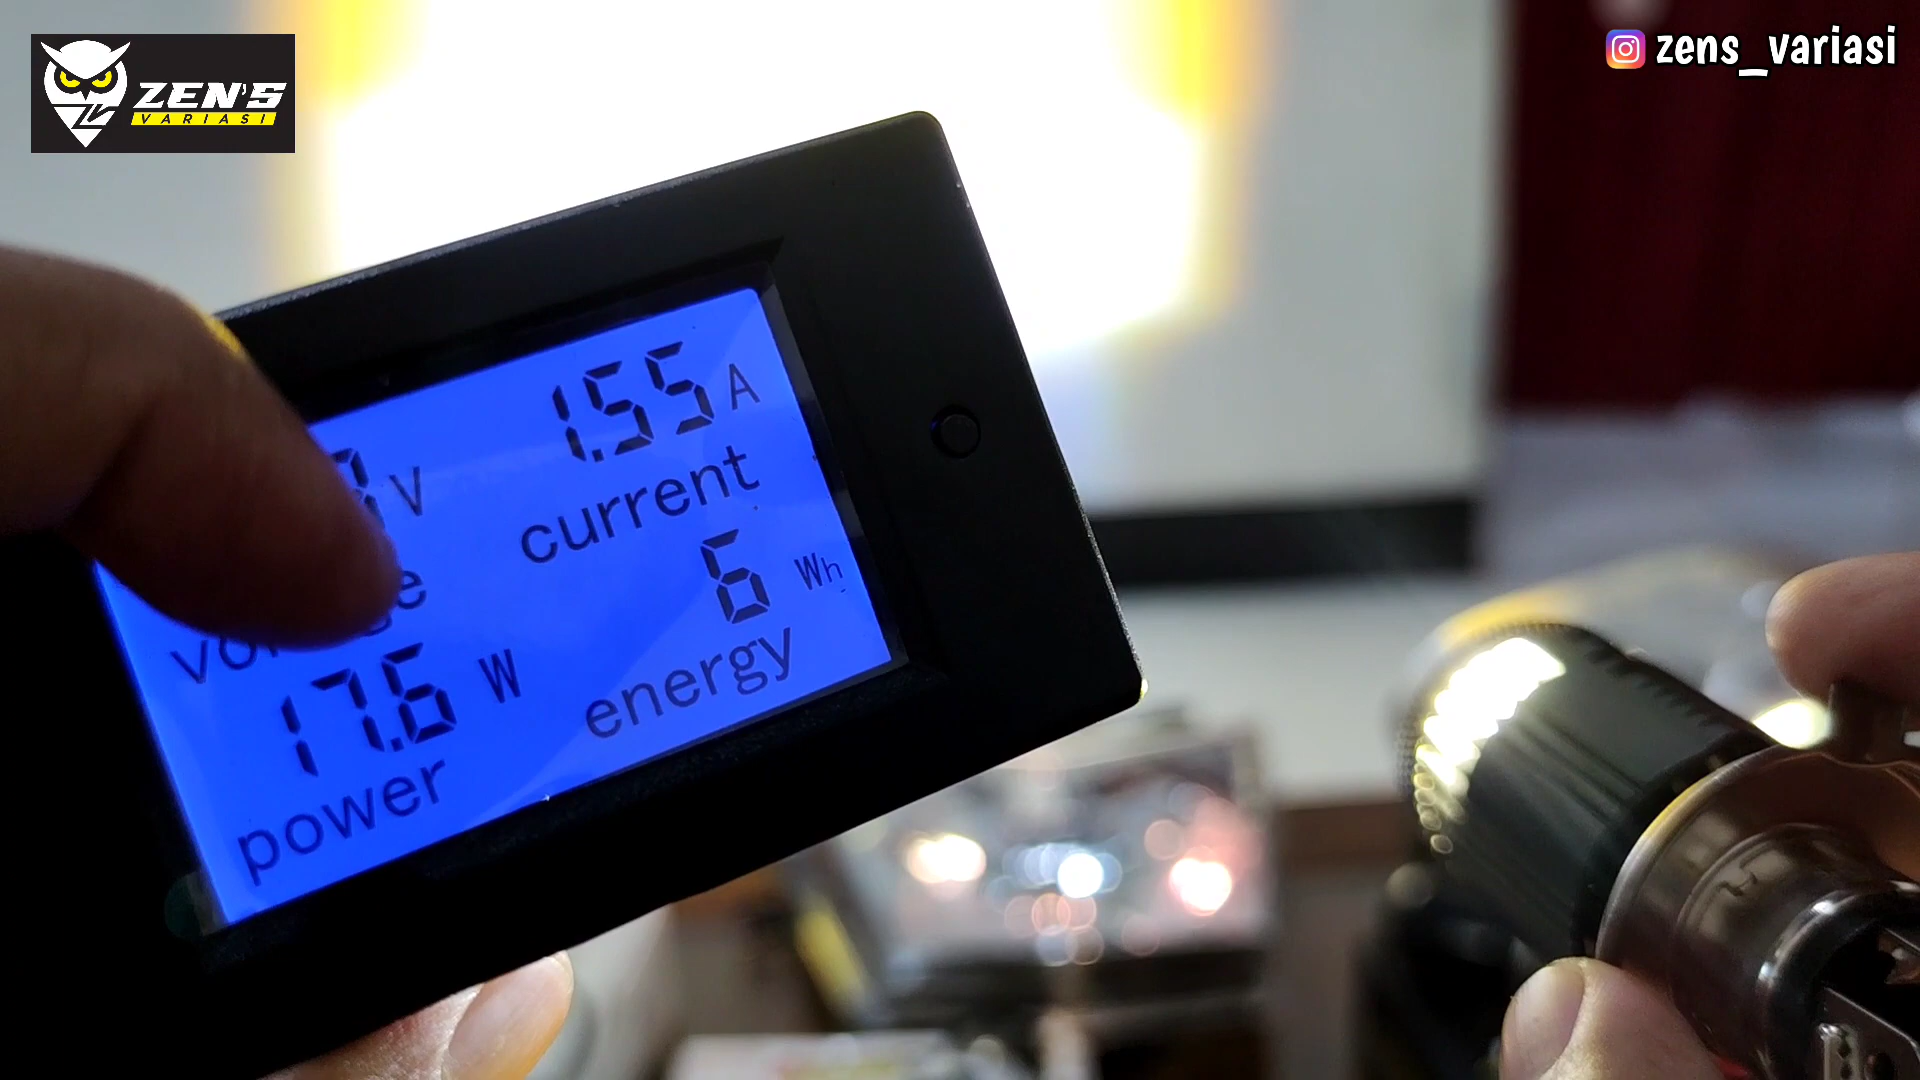 ZEN'S
VARIASI
zens_variasi
V
1.55 A
current
17.6 W
power
6 Wh
energy